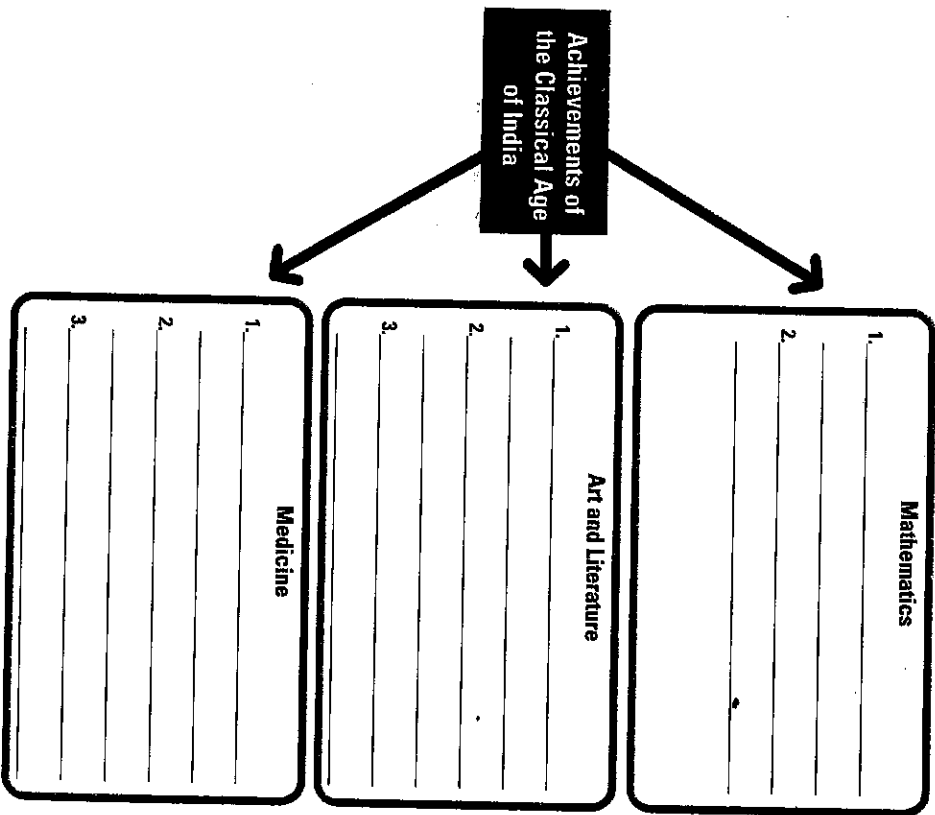 Achievements of
the Classical Age
of India
Mathematics
1.
2.
Art and Literature
1.
2.
3.
Medicine
1.
2.
3.